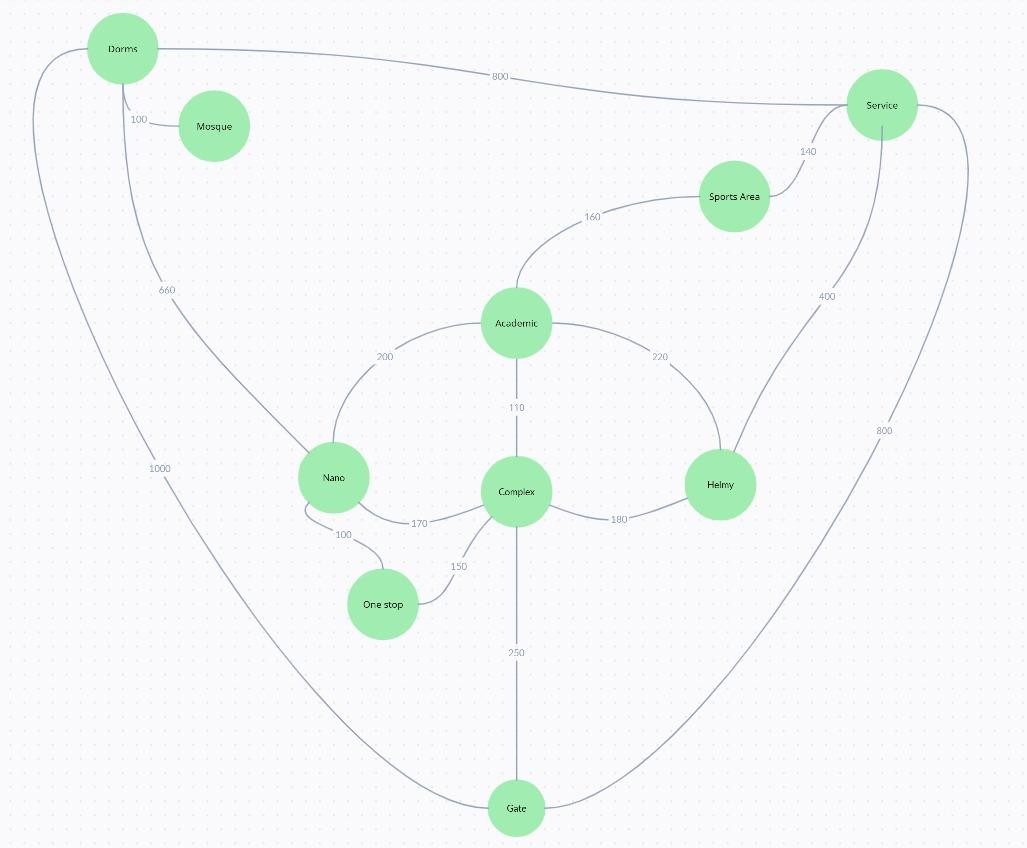 Dorms
800
Service
100
Mosque
140
Sports Area
160
660
400
Academic
200
220
110
800
1000
Nano
Complex
Helmy
170
180
100
150
One stop
250
Gate